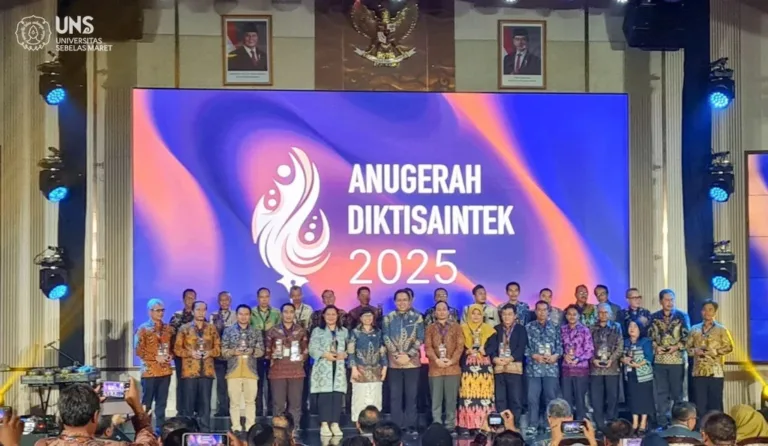 UNS
UNIVERSITAS
SEBELAS MARET
ANUGERAH
DIKTISAINTEK
2025